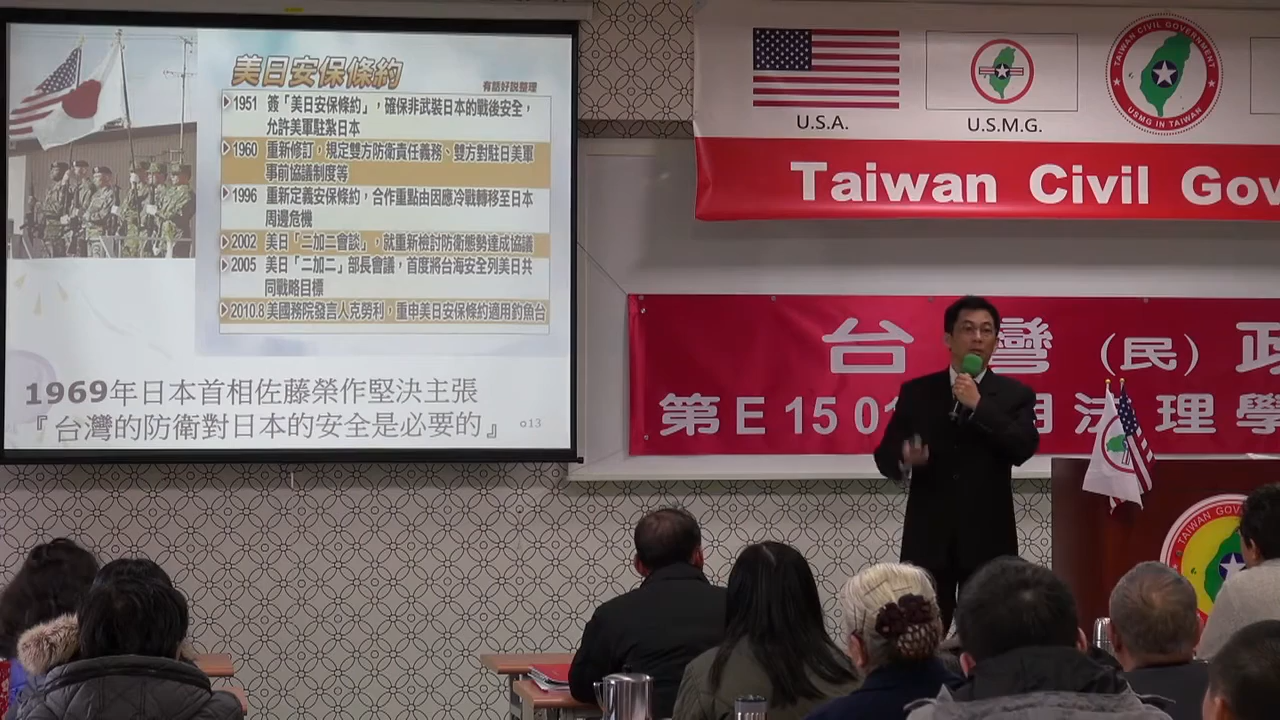 美日安保條約
有話好說整理
1951 簽「美日安保條約」，確保非武裝日本的戰後安全，
允許美軍駐紮日本
1960 重新修訂，規定雙方防衛責任義務、雙方對駐日美軍
事前協議制度等
1996 重新定義安保條約，合作重點由因應冷戰轉移至日本
周邊危機
2002 美日「二加二會談」，就重新檢討防衛態勢達成協議
2005 美日「二加二」部長會議，首度將台海安全列美日共
同戰略目標
2010.8 美國務院發言人克勞利，重申美日安保條約適用釣魚台
1969年日本首相佐藤榮作堅決主張
『台灣的防衛對日本的安全是必要的』
13
U.S.A.
U.S.M.G.
TAIWAN CIVIL GOVERNMENT
USMG IN TAIWAN
Taiwan Civil Gov
台灣（民）政
第E1501 法理學
TAIWAN GOV